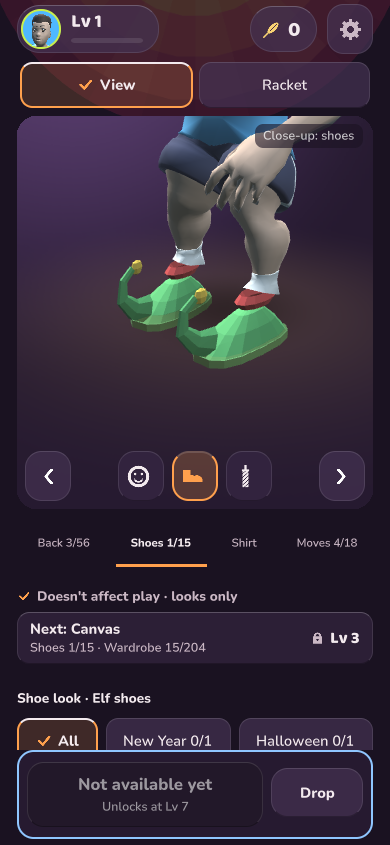 Lv 1
0
View
Racket
Close-up: shoes
Back 3/56
Shoes 1/15
Shirt
Moves 4/18
Doesn't affect play · looks only
Next: Canvas
Shoes 1/15 · Wardrobe 15/204
Lv 3
Shoe look · Elf shoes
All
New Year 0/1
Halloween 0/1
Not available yet
Unlocks at Lv 7
Drop